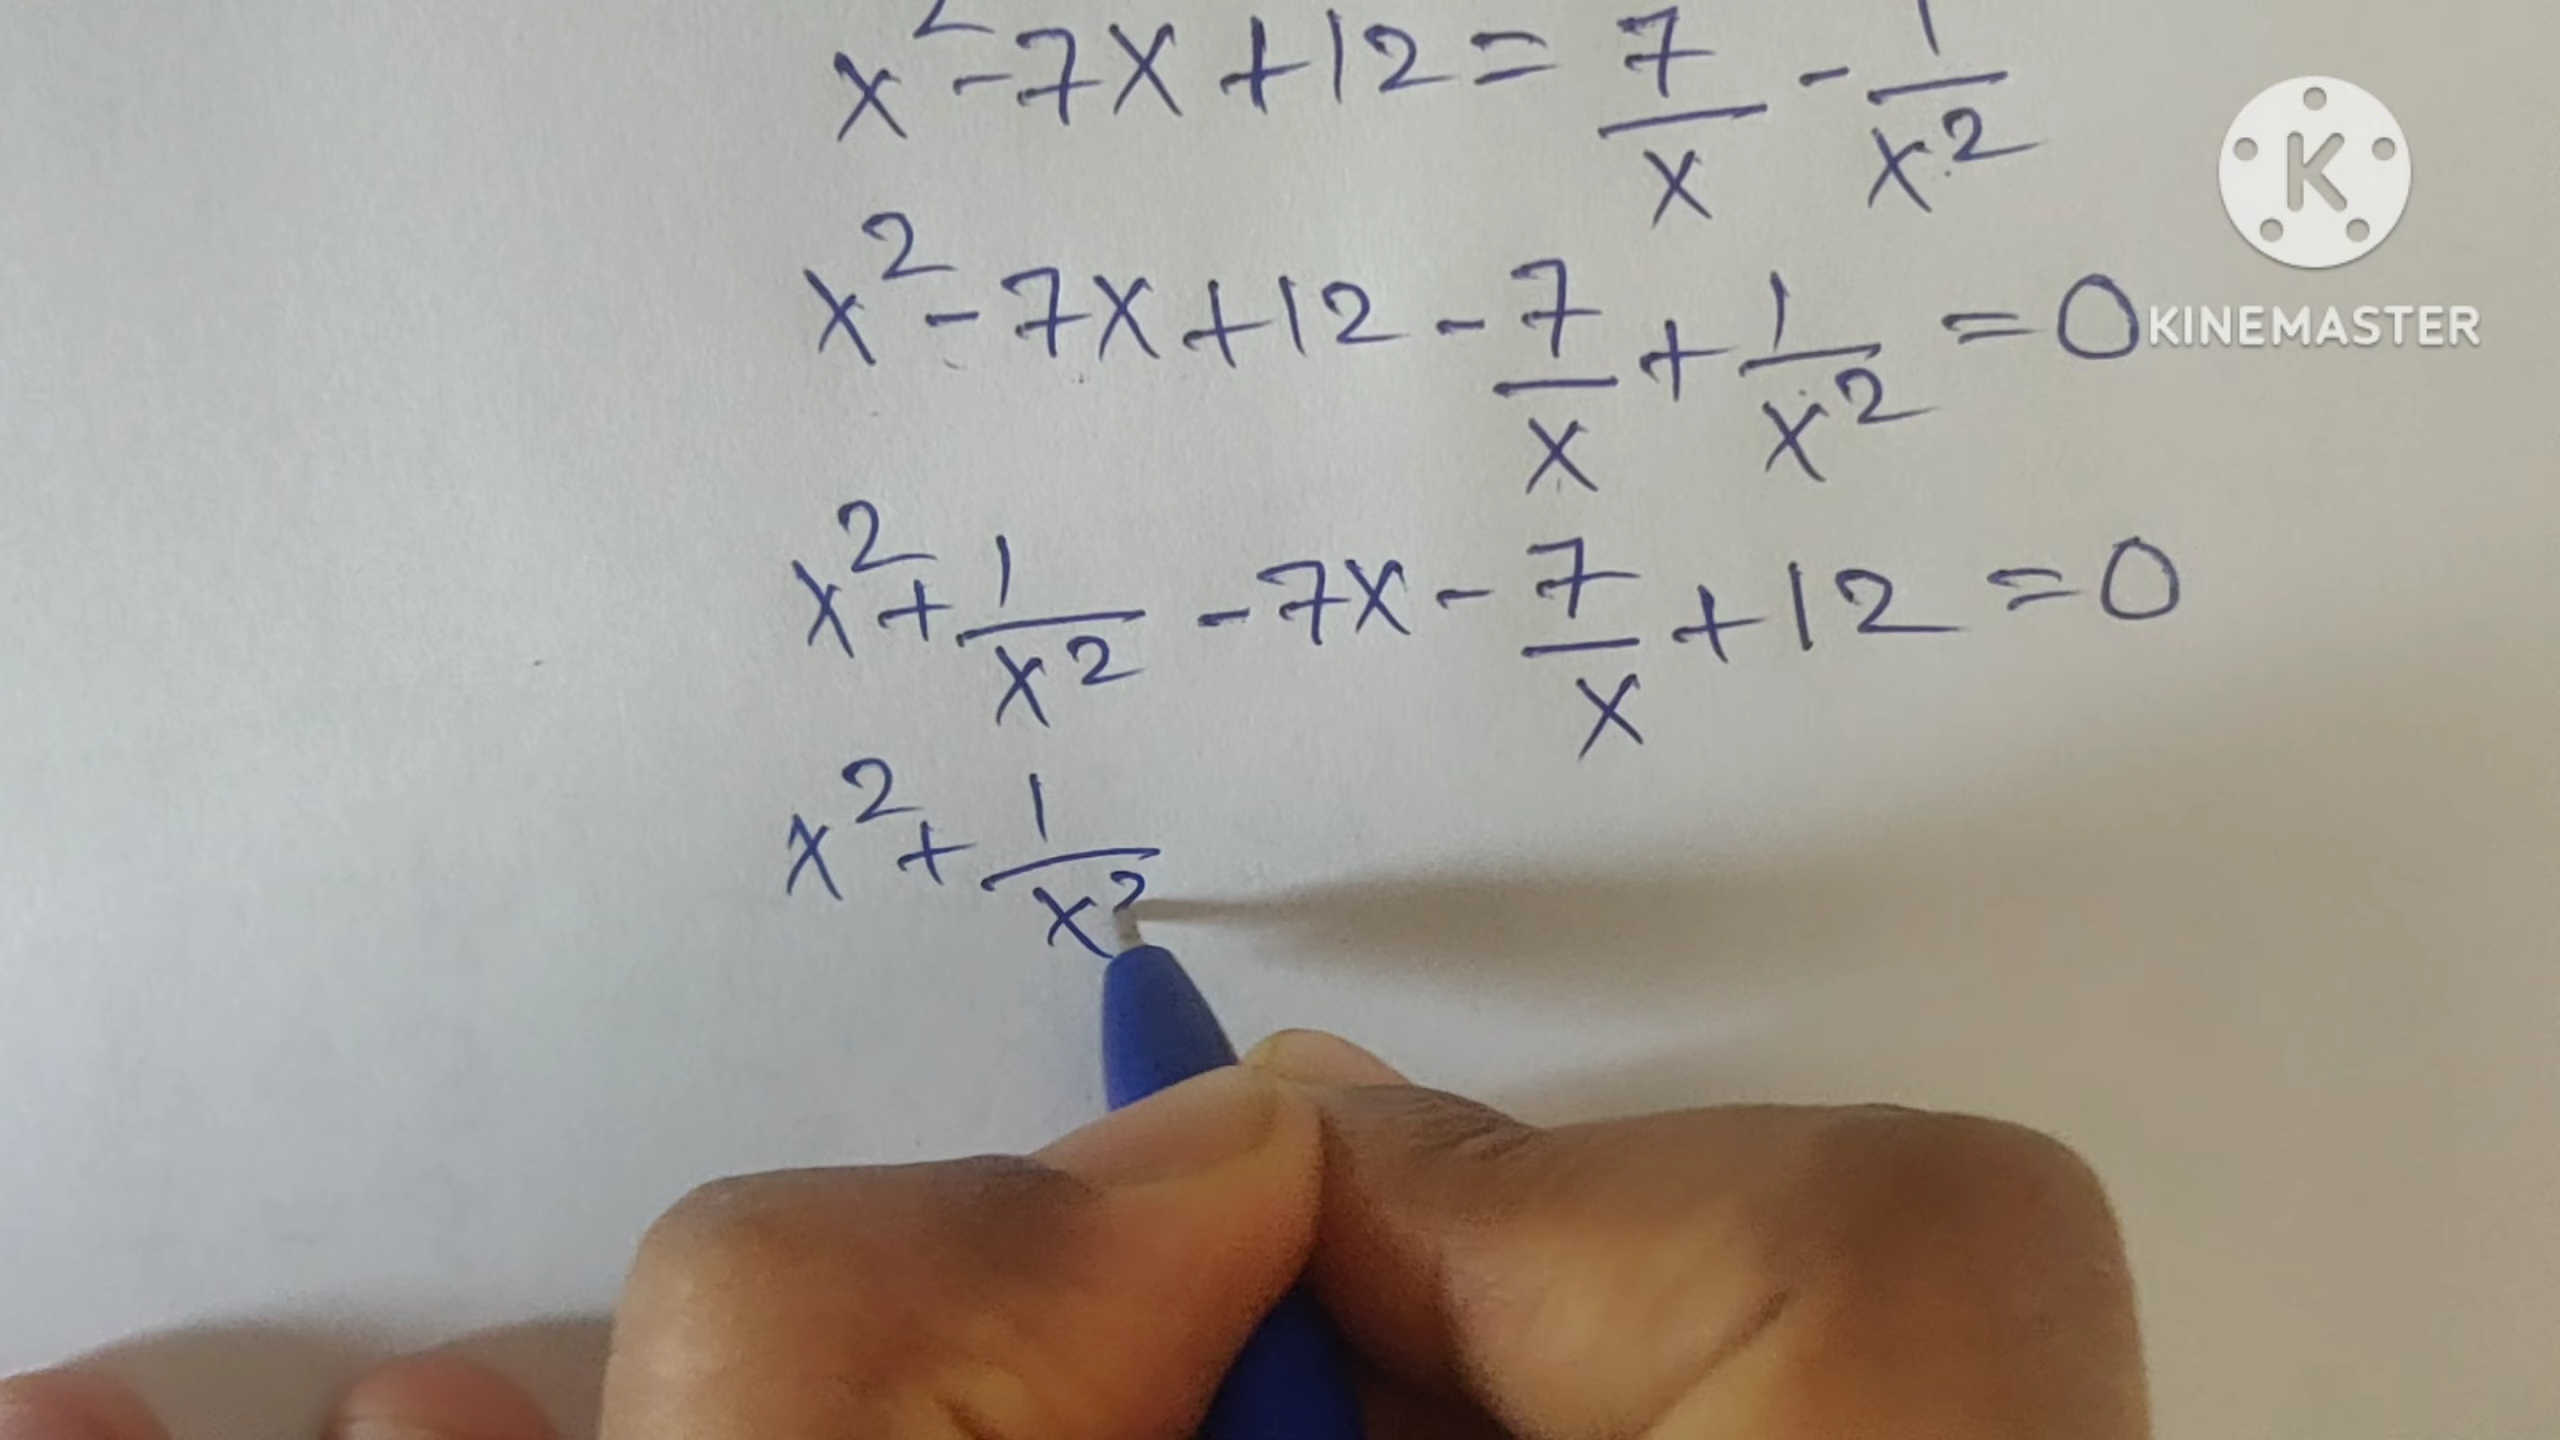 x² - 7x + 12 = 7/x - 1/x²
x² - 7x + 12 - 7/x + 1/x² = 0
KINEMASTER
x² + 1/x² - 7x - 7/x + 12 = 0
x² + 1/x²